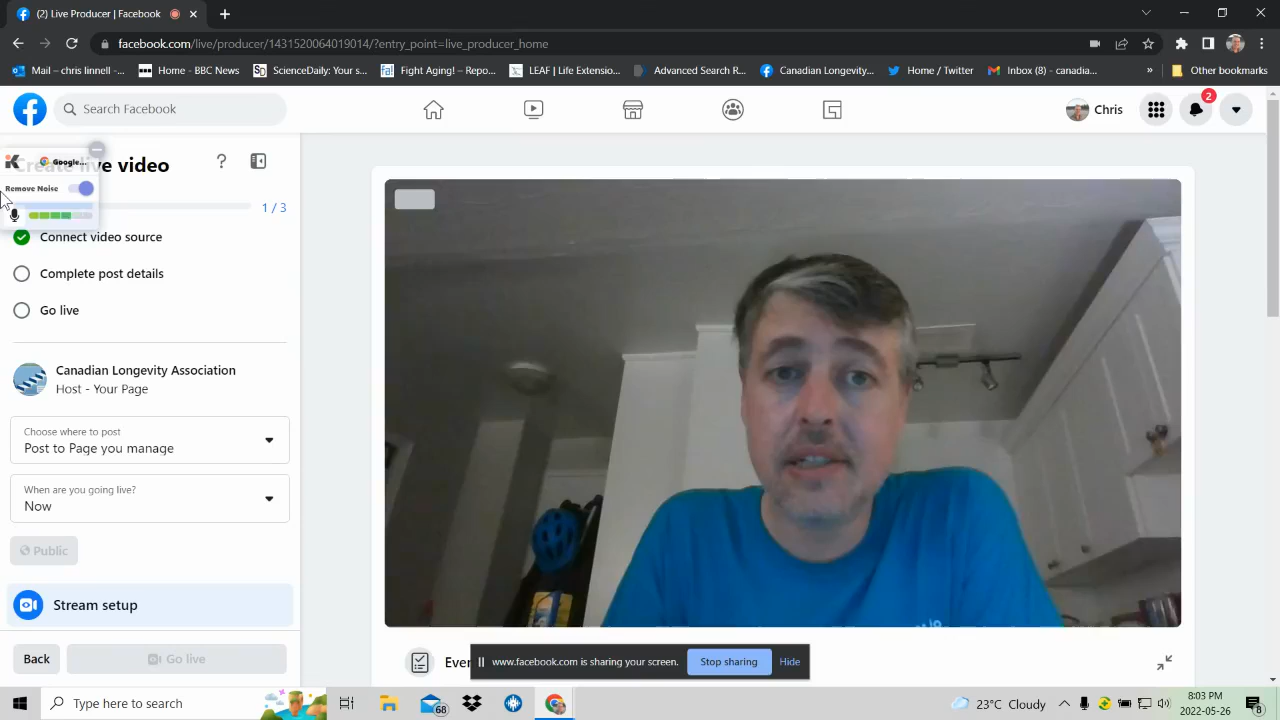 (2) Live Producer | Facebook
facebook.com/live/producer/1431520064019014/?entry_point=live_producer_home
Mail – chris linnell –... Home - BBC News ScienceDaily: Your s... Fight Aging! – Repo... LEAF | Life Extensio... Advanced Search R... Canadian Longevity... Home / Twitter Inbox (8) - canadia... » Other bookmarks
Search Facebook
Chris
2
Create live video
Google...
Remove Noise
1 / 3
Connect video source
Complete post details
Go live
Canadian Longevity Association
Host - Your Page
Choose where to post
Post to Page you manage
When are you going live?
Now
Public
Stream setup
Back
Go live
www.facebook.com is sharing your screen.
Stop sharing
Hide
Type here to search
68
23°C Cloudy
8:03 PM
2022-05-26
8